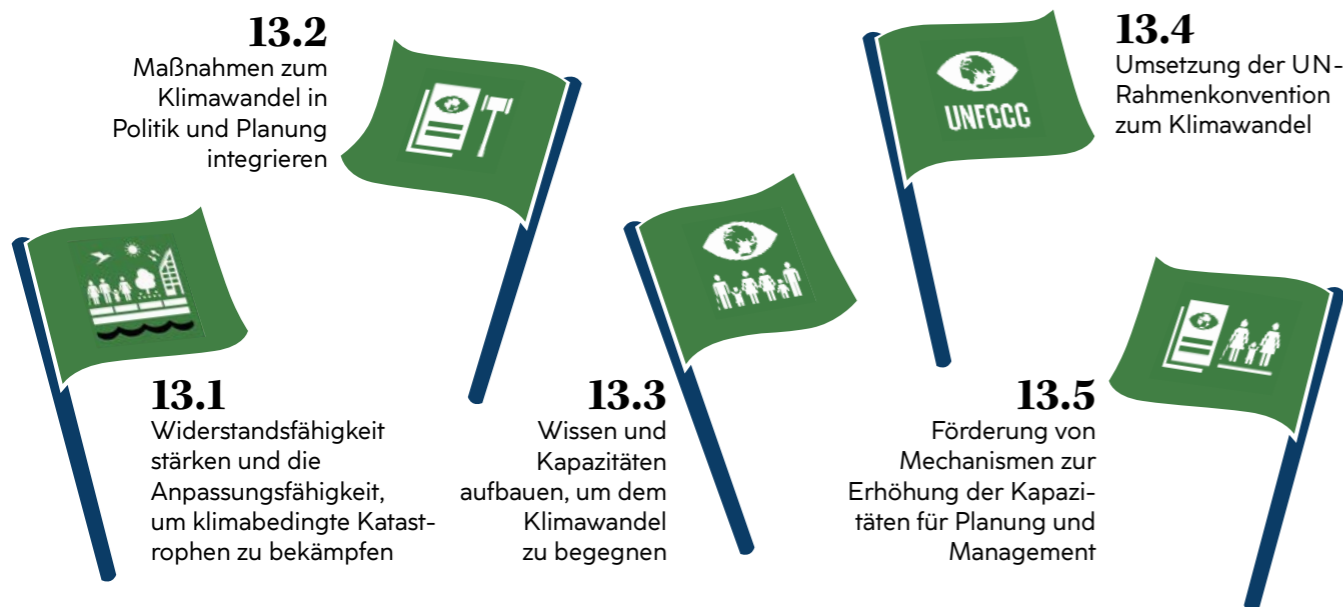 13.1
Widerstandsfähigkeit
stärken und die
Anpassungsfähigkeit,
um klimabedingte Katast-
rophen zu bekämpfen
13.2
Maßnahmen zum
Klimawandel in
Politik und Planung
integrieren
13.3
Wissen und
Kapazitäten
aufbauen, um dem
Klimawandel
zu begegnen
13.4
Umsetzung der UN-
Rahmenkonvention
zum Klimawandel
UNFCCC
13.5
Förderung von
Mechanismen zur
Erhöhung der Kapazi-
täten für Planung und
Management